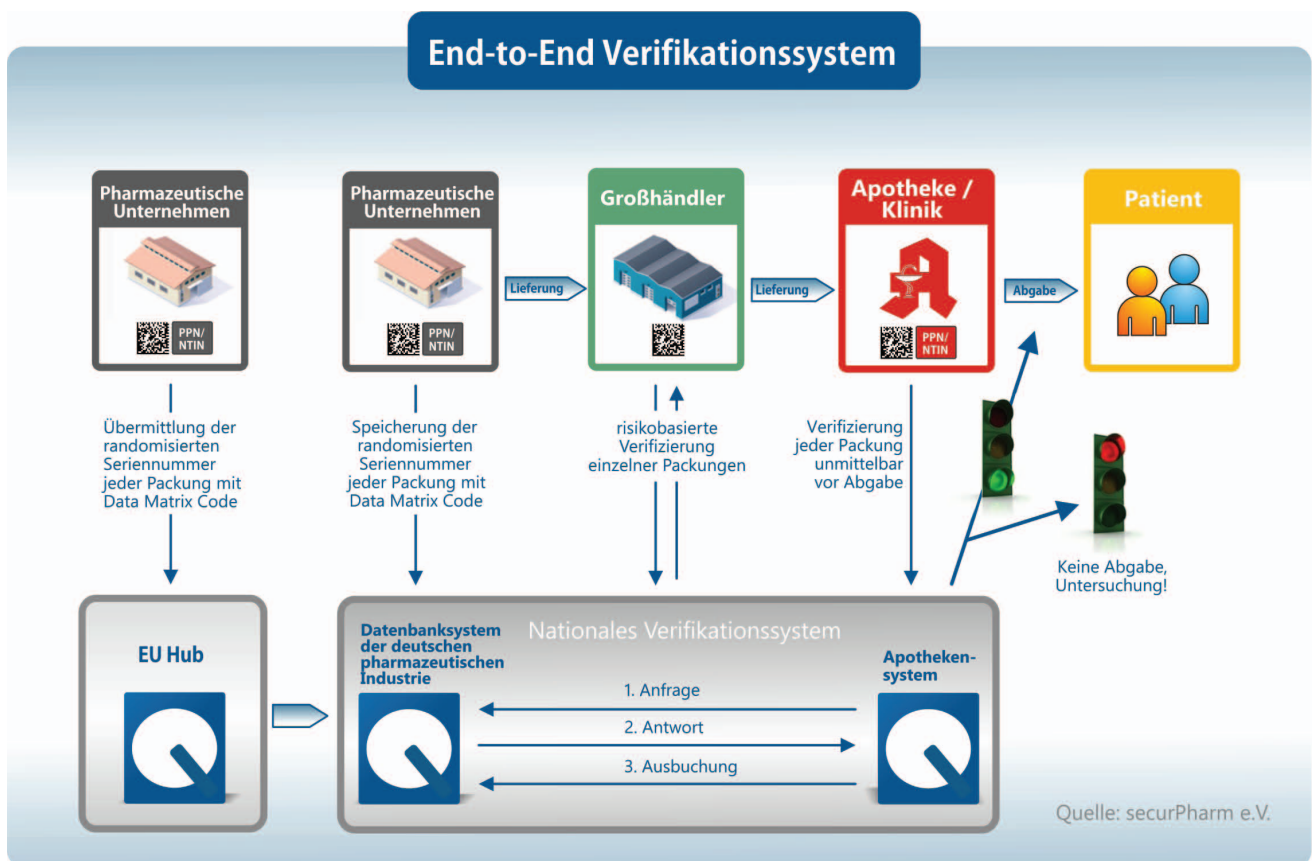 End-to-End Verifikationssystem
Pharmazeutische
Unternehmen
PPN/
NTIN
Pharmazeutische
Unternehmen
PPN/
NTIN
Lieferung
Großhändler
Lieferung
Apotheke /
Klinik
PPN/
NTIN
Abgabe
Patient
Übermittlung der
randomisierten
Seriennummer
jeder Packung mit
Data Matrix Code
Speicherung der
randomisierten
Seriennummer
jeder Packung mit
Data Matrix Code
risikobasierte
Verifizierung
einzelner Packungen
Verifizierung
jeder Packung
unmittelbar
vor Abgabe
Keine Abgabe,
Untersuchung!
EU Hub
Nationales Verifikationssystem
Datenbanksystem
der deutschen
pharmazeutischen
Industrie
1. Anfrage
2. Antwort
3. Ausbuchung
Apotheken-
system
Quelle: securPharm e.V.